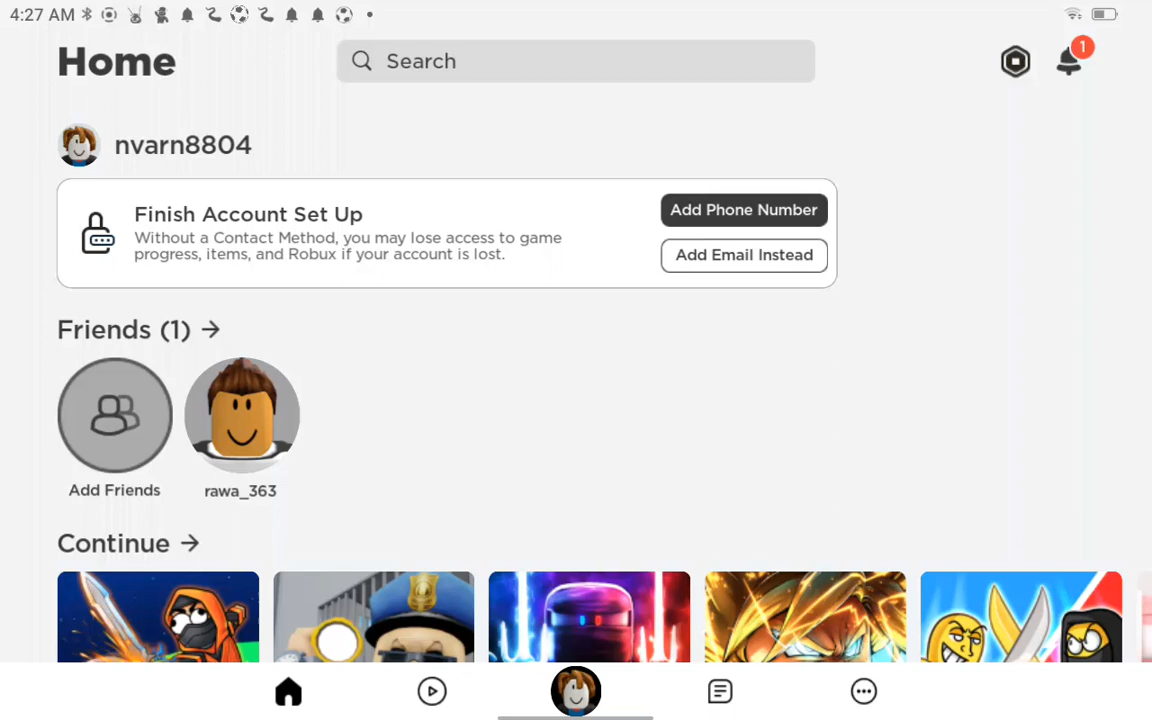 4:27 AM
Home
Search
1
nvarn8804
Finish Account Set Up
Without a Contact Method, you may lose access to game
progress, items, and Robux if your account is lost.
Add Phone Number
Add Email Instead
Friends (1) →
Add Friends
rawa_363
Continue →